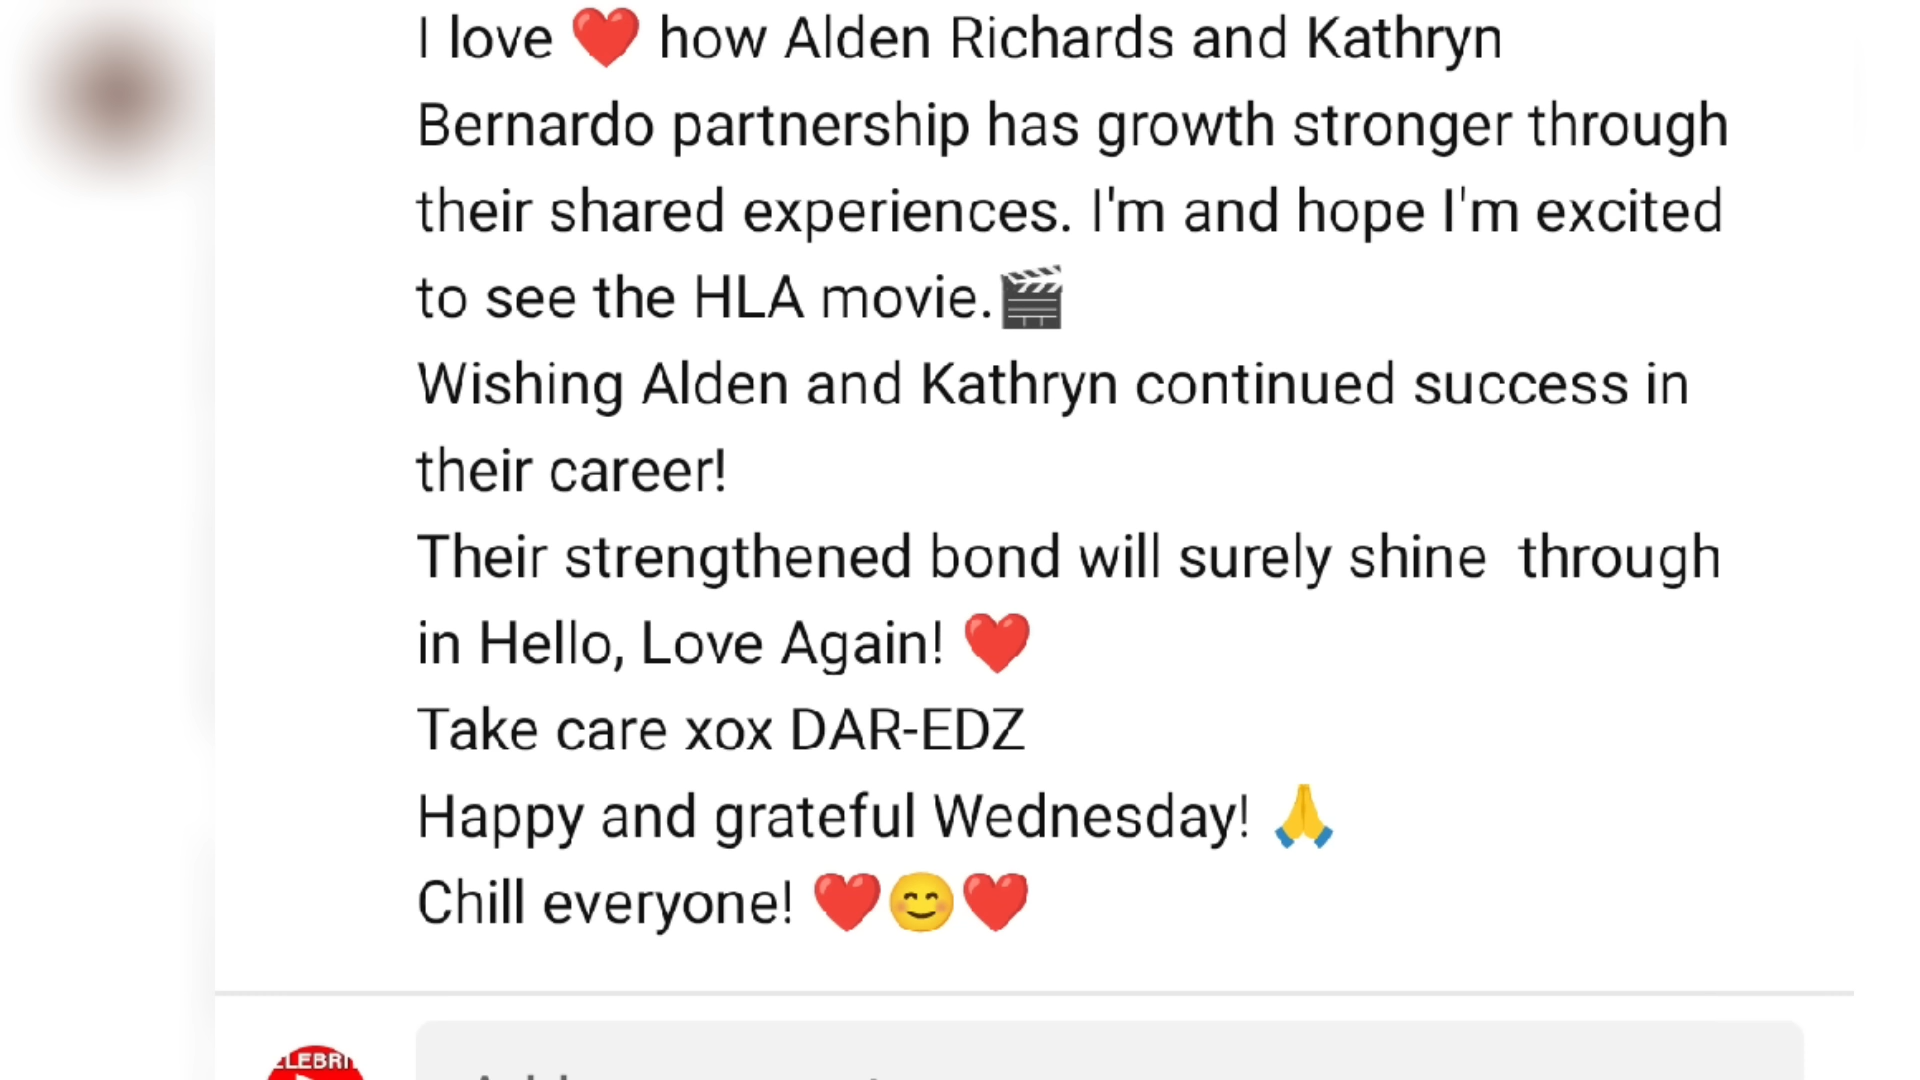 I love ❤️ how Alden Richards and Kathryn
Bernardo partnership has growth stronger through
their shared experiences. I'm and hope I'm excited
to see the HLA movie.🎬
Wishing Alden and Kathryn continued success in
their career!
Their strengthened bond will surely shine  through
in Hello, Love Again! ❤️
Take care xox DAR-EDZ
Happy and grateful Wednesday! 🙏
Chill everyone! ❤️😊❤️